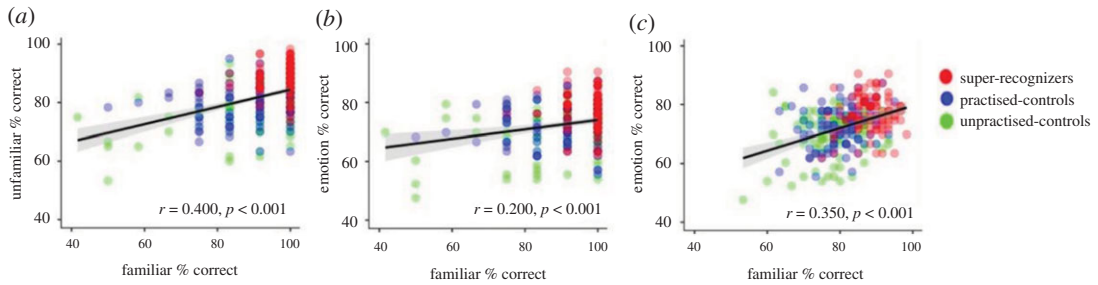 (a)
(b)
(c)
unfamiliar % correct
100
80
60
40
40
60
80
100
familiar % correct
r = 0.400, p < 0.001
emotion % correct
100
80
60
40
40
60
80
100
familiar % correct
r = 0.200, p < 0.001
emotion % correct
100
80
60
40
40
60
80
100
familiar % correct
r = 0.350, p < 0.001
super-recognizers
practised-controls
unpractised-controls